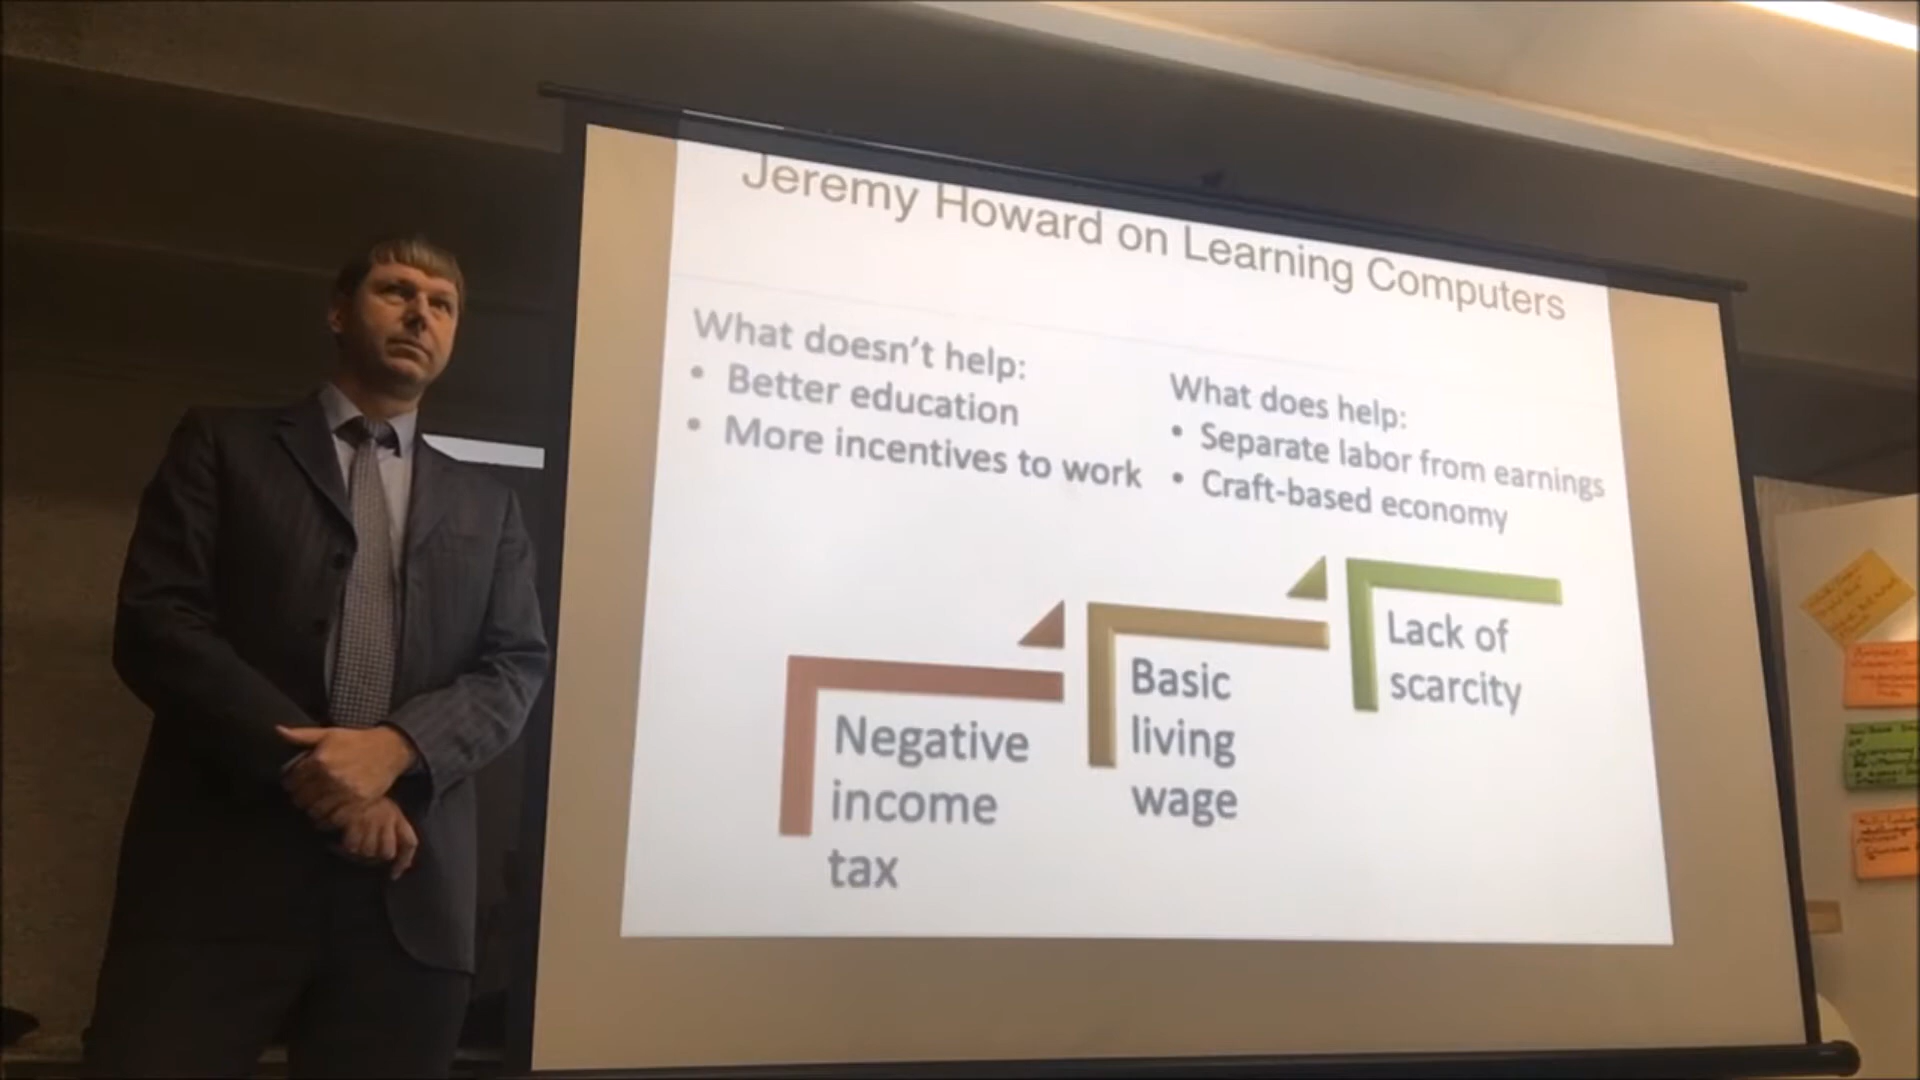 Jeremy Howard on Learning Computers
What doesn't help:
• Better education
• More incentives to work
What does help:
• Separate labor from earnings
• Craft-based economy
Negative
income
tax
Basic
living
wage
Lack of
scarcity